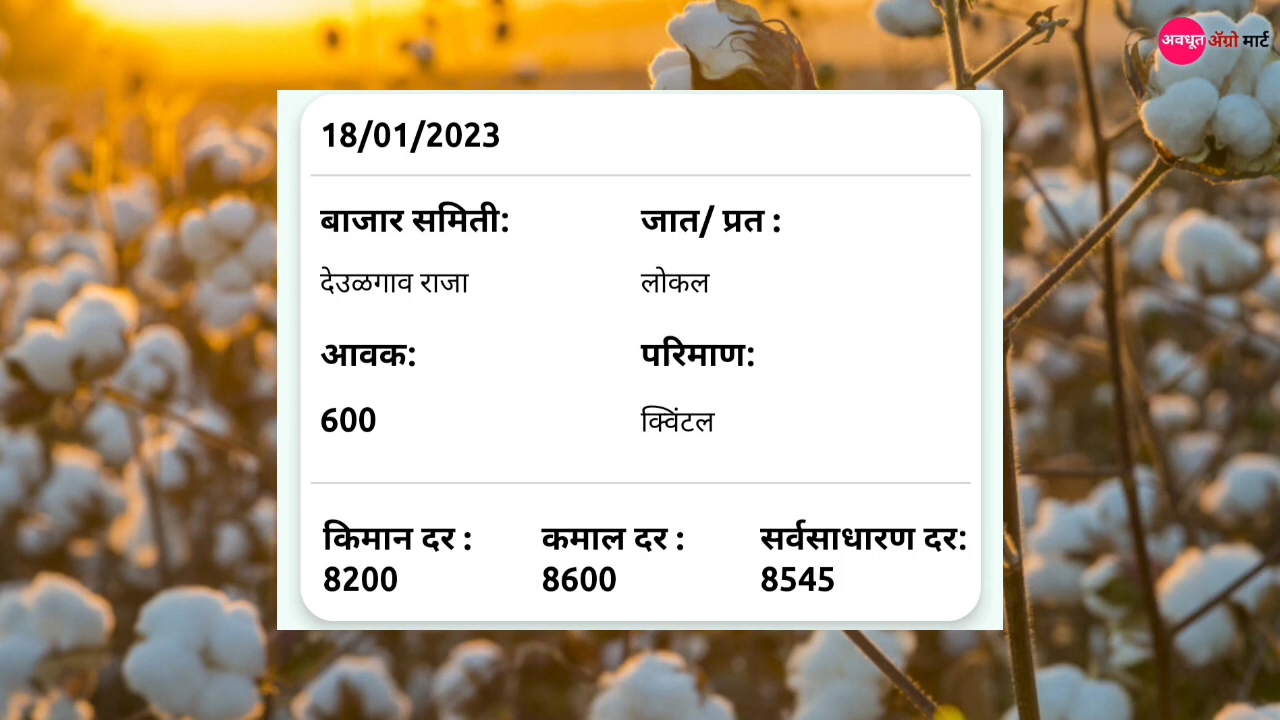 अवधूत ॲग्रो मार्ट
18/01/2023
बाजार समिती: जात/ प्रत :
देउळगाव राजा लोकल
आवक: परिमाण:
600 क्विंटल
किमान दर : कमाल दर : सर्वसाधारण दर:
8200 8600 8545